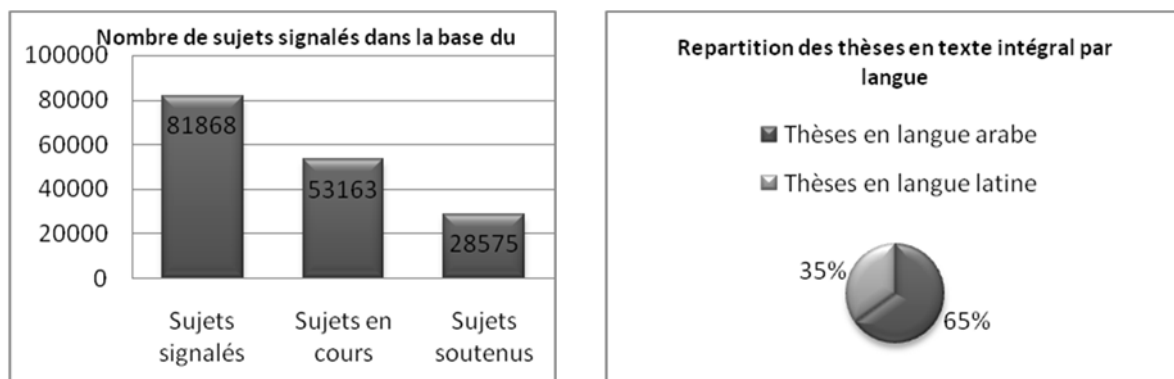 Nombre de sujets signalés dans la base du
100000
80000
60000
40000
20000
0
81868
53163
28575
Sujets
signalés
Sujets en
cours
Sujets
soutenus
Repartition des thèses en texte intégral par
langue
Thèses en langue arabe
Thèses en langue latine
35%
65%